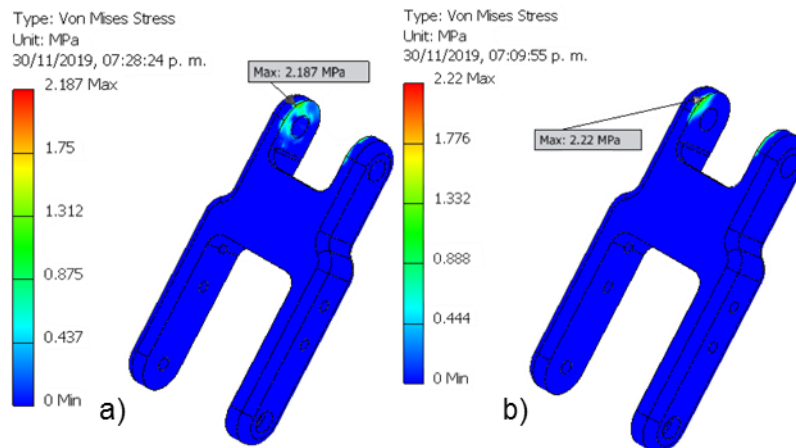 Type: Von Mises Stress
Unit: MPa
30/11/2019, 07:28:24 p. m.
2.187 Max
1.75
1.312
0.875
0.437
0 Min
Max: 2.187 MPa
a)
Type: Von Mises Stress
Unit: MPa
30/11/2019, 07:09:55 p. m.
2.22 Max
1.776
1.332
0.888
0.444
0 Min
Max: 2.22 MPa
b)